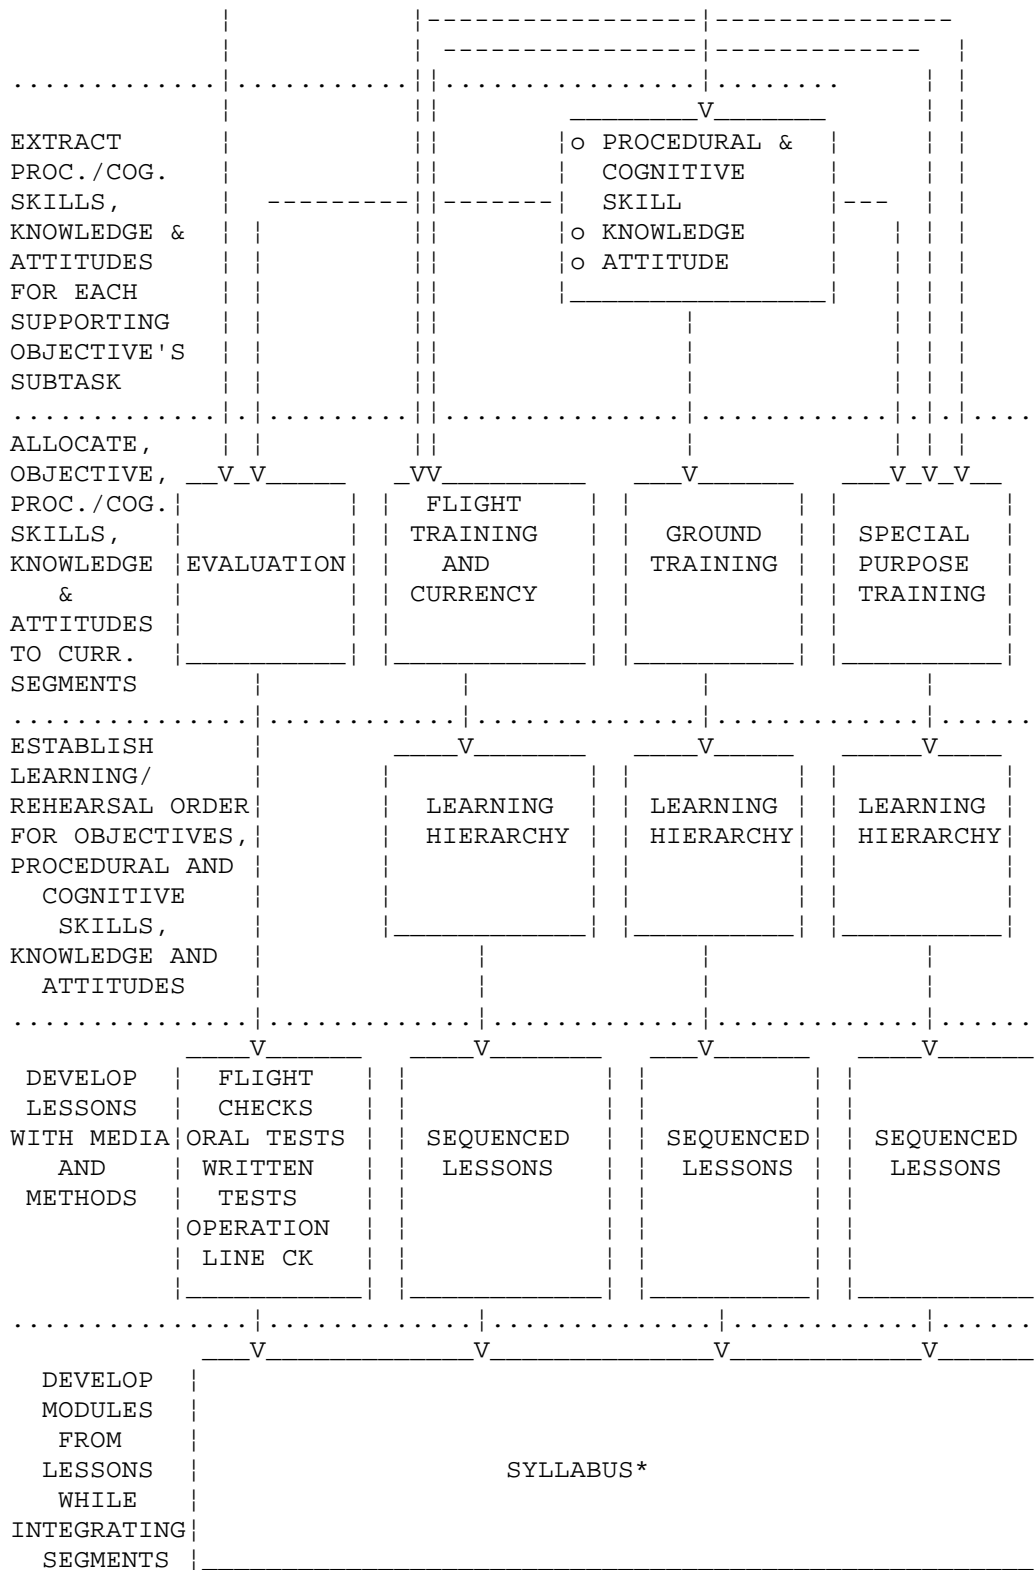 EXTRACT
PROC./COG.
SKILLS,
KNOWLEDGE &
ATTITUDES
FOR EACH
SUPPORTING
OBJECTIVE'S
SUBTASK
o PROCEDURAL &
COGNITIVE
SKILL
o KNOWLEDGE
o ATTITUDE
ALLOCATE,
OBJECTIVE,
PROC./COG.
SKILLS,
KNOWLEDGE
&
ATTITUDES
TO CURR.
SEGMENTS
EVALUATION
FLIGHT
TRAINING
AND
CURRENCY
GROUND
TRAINING
SPECIAL
PURPOSE
TRAINING
ESTABLISH
LEARNING/
REHEARSAL ORDER
FOR OBJECTIVES,
PROCEDURAL AND
COGNITIVE
SKILLS,
KNOWLEDGE AND
ATTITUDES
LEARNING
HIERARCHY
LEARNING
HIERARCHY
LEARNING
HIERARCHY
DEVELOP
LESSONS
WITH MEDIA
AND
METHODS
FLIGHT
CHECKS
ORAL TESTS
WRITTEN
TESTS
OPERATION
LINE CK
SEQUENCED
LESSONS
SEQUENCED
LESSONS
SEQUENCED
LESSONS
DEVELOP
MODULES
FROM
LESSONS
WHILE
INTEGRATING
SEGMENTS
SYLLABUS*